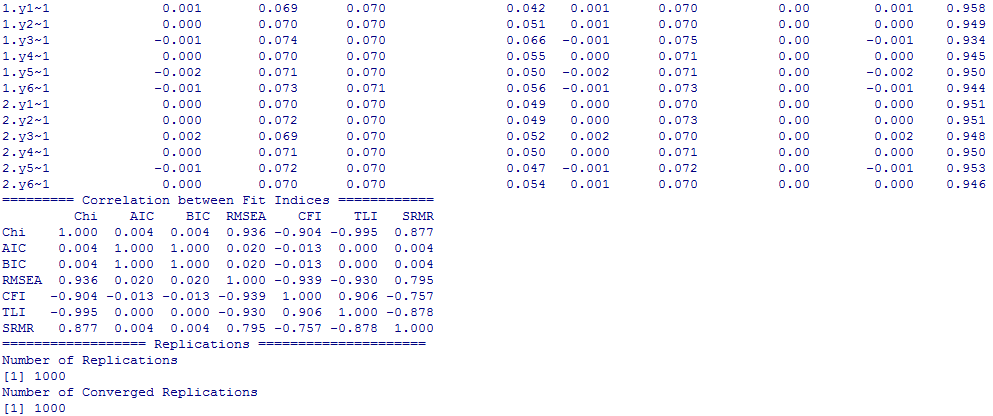 1.y1~1 0.001 0.069 0.070 0.042 0.001 0.070 0.00 0.001 0.958
1.y2~1 0.000 0.070 0.070 0.051 0.001 0.070 0.00 0.000 0.949
1.y3~1 -0.001 0.074 0.070 0.066 -0.001 0.075 0.00 -0.001 0.934
1.y4~1 0.000 0.070 0.070 0.055 0.000 0.071 0.00 0.000 0.945
1.y5~1 -0.002 0.071 0.070 0.050 -0.002 0.071 0.00 -0.002 0.950
1.y6~1 -0.001 0.073 0.071 0.056 -0.001 0.073 0.00 -0.001 0.944
2.y1~1 0.000 0.070 0.070 0.049 0.000 0.070 0.00 0.000 0.951
2.y2~1 0.000 0.072 0.070 0.049 0.000 0.073 0.00 0.000 0.951
2.y3~1 0.002 0.069 0.070 0.052 0.002 0.070 0.00 0.002 0.948
2.y4~1 0.000 0.071 0.070 0.050 0.000 0.071 0.00 0.000 0.950
2.y5~1 -0.001 0.072 0.070 0.047 -0.001 0.072 0.00 -0.001 0.953
2.y6~1 0.000 0.070 0.070 0.054 0.001 0.070 0.00 0.000 0.946
========= Correlation between Fit Indices ============
Chi AIC BIC RMSEA CFI TLI SRMR
Chi 1.000 0.004 0.004 0.936 -0.904 -0.995 0.877
AIC 0.004 1.000 1.000 0.020 -0.013 0.000 0.004
BIC 0.004 1.000 1.000 0.020 -0.013 0.000 0.004
RMSEA 0.936 0.020 0.020 1.000 -0.939 -0.930 0.795
CFI -0.904 -0.013 -0.013 -0.939 1.000 0.906 -0.757
TLI -0.995 0.000 0.000 -0.930 0.906 1.000 -0.878
SRMR 0.877 0.004 0.004 0.795 -0.757 -0.878 1.000
================== Replications =====================
Number of Replications
[1] 1000
Number of Converged Replications
[1] 1000